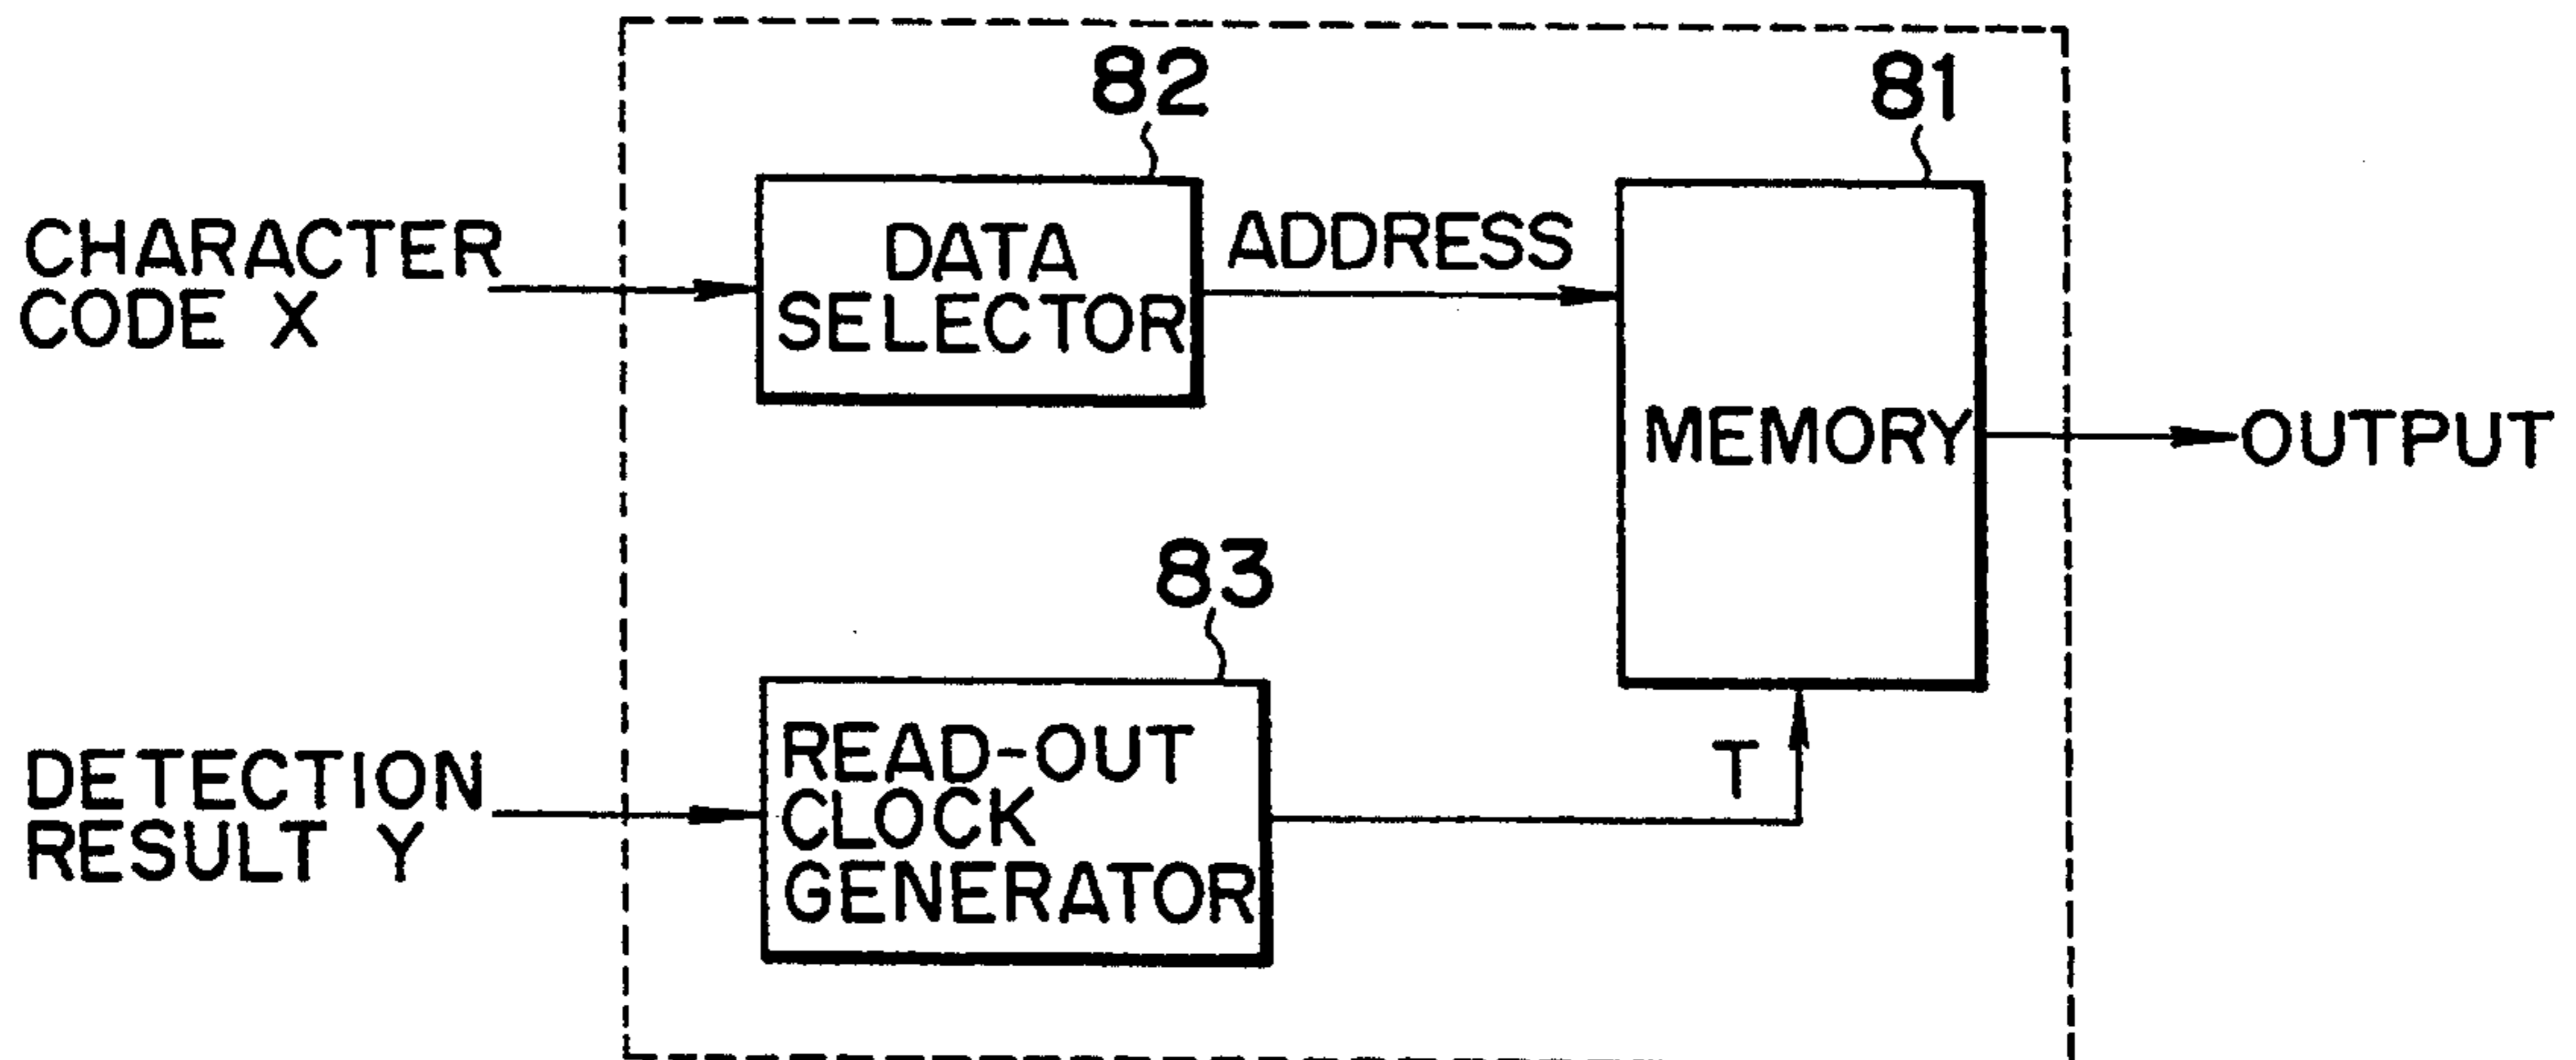 82
81
CHARACTER
CODE X
DATA
SELECTOR
ADDRESS
MEMORY
OUTPUT
83
DETECTION
RESULT Y
READ-OUT
CLOCK
GENERATOR
T